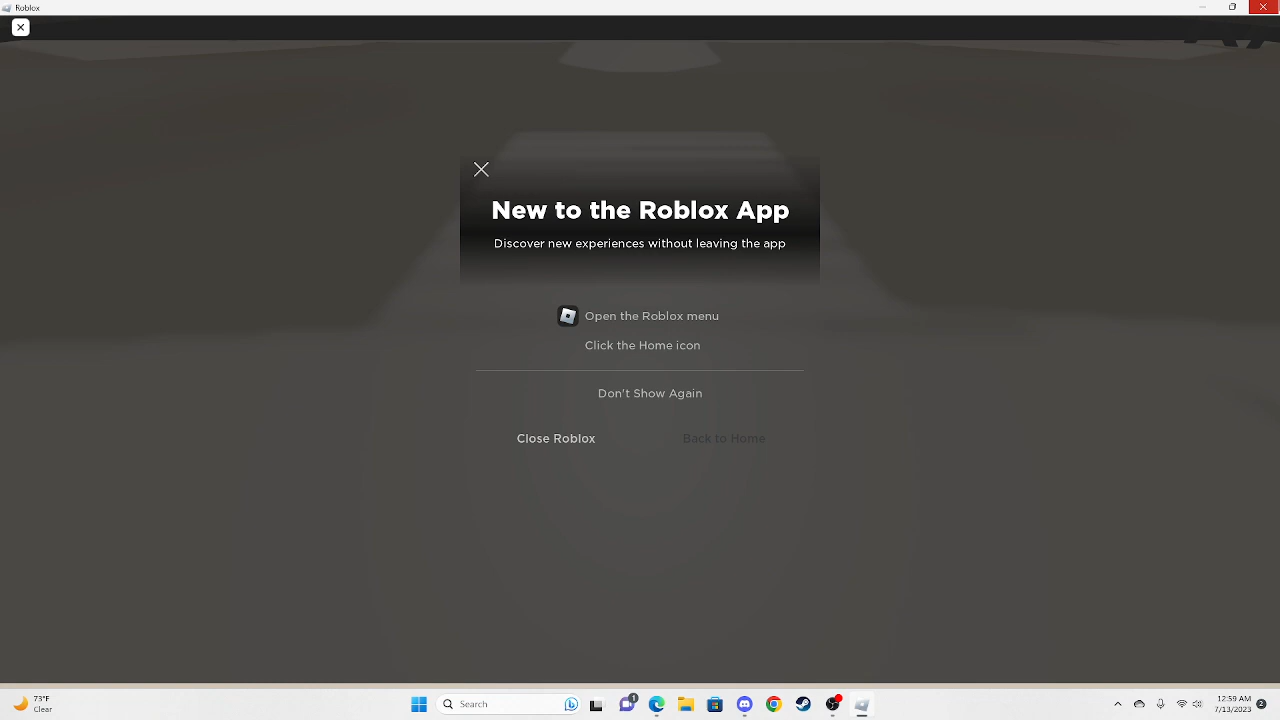 Roblox
New to the Roblox App
Discover new experiences without leaving the app
Open the Roblox menu
Click the Home icon
Don't Show Again
Close Roblox
Back to Home
73°F
Clear
Search
1
12:59 AM
7/13/2023
2